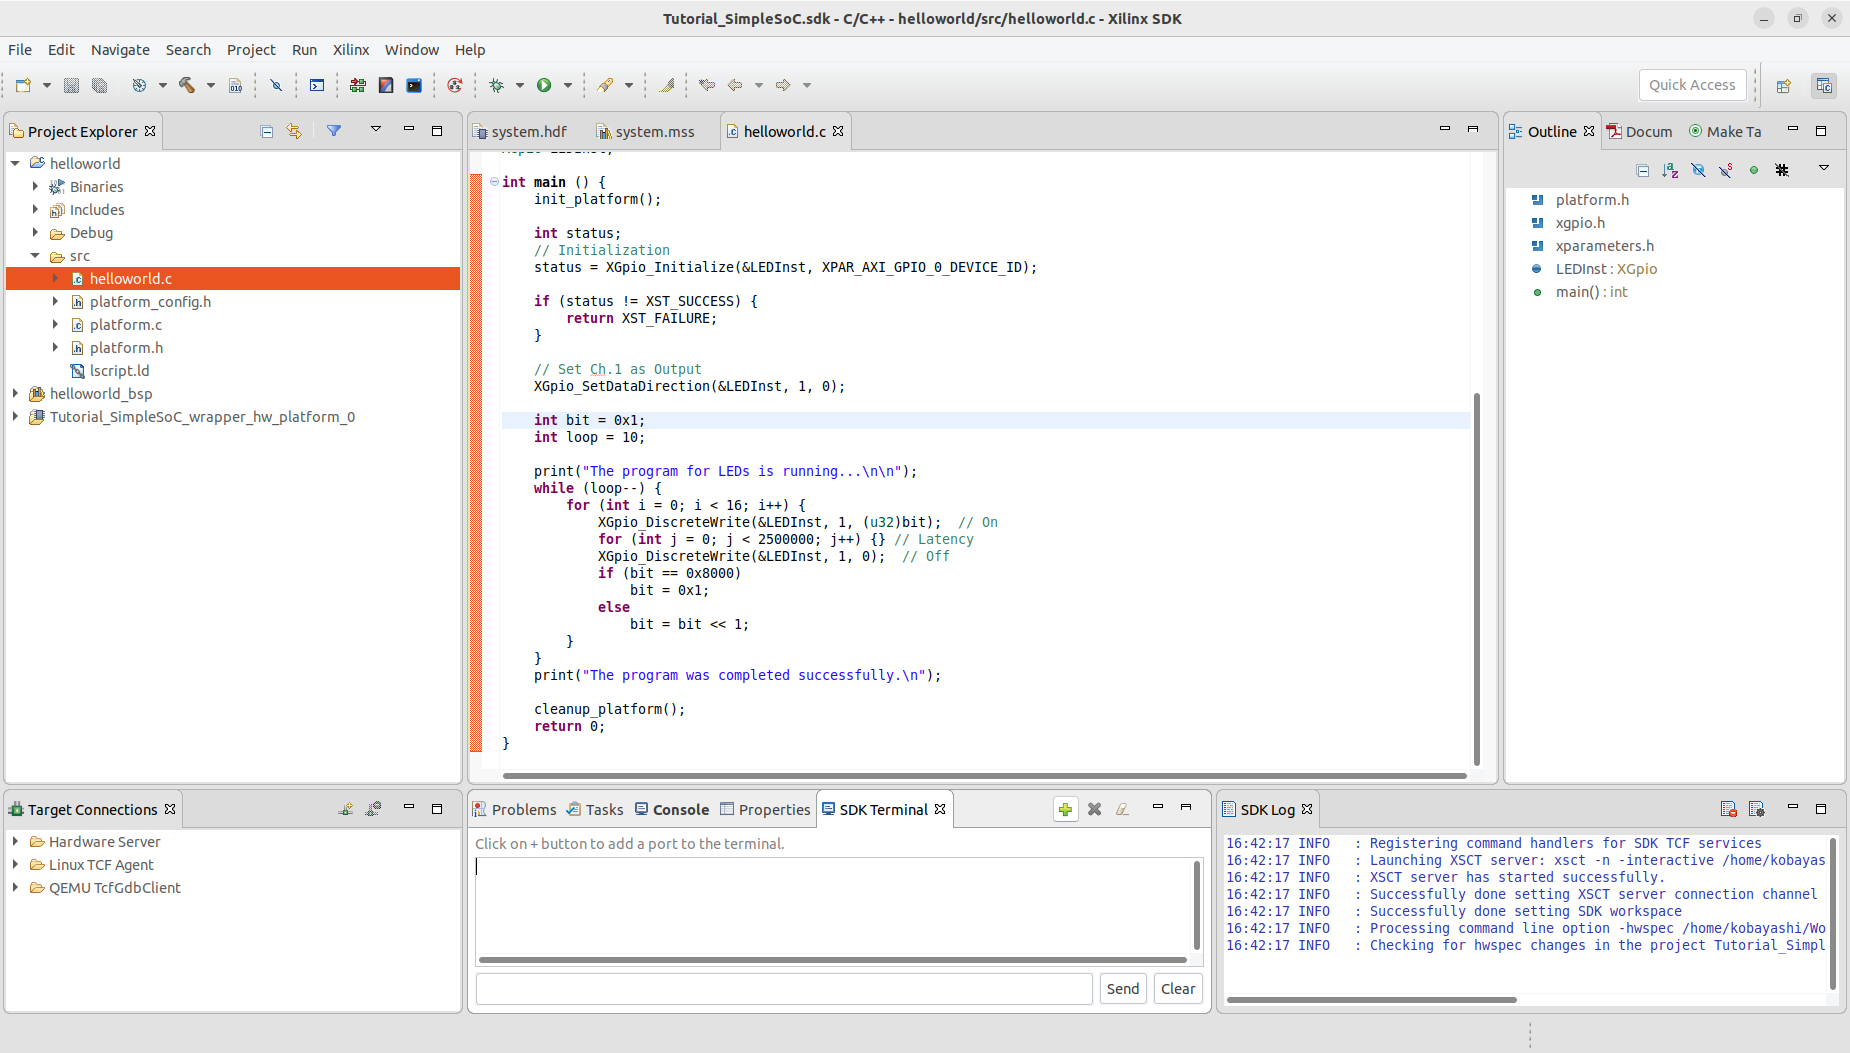 Tutorial_SimpleSoC.sdk - C/C++ - helloworld/src/helloworld.c - Xilinx SDK
File Edit Navigate Search Project Run Xilinx Window Help
Quick Access
Project Explorer
helloworld
Binaries
Includes
Debug
src
helloworld.c
platform_config.h
platform.c
platform.h
lscript.ld
helloworld_bsp
Tutorial_SimpleSoC_wrapper_hw_platform_0
system.hdf system.mss helloworld.c
int main () {
init_platform();
int status;
// Initialization
status = XGpio_Initialize(&LEDInst, XPAR_AXI_GPIO_0_DEVICE_ID);
if (status != XST_SUCCESS) {
return XST_FAILURE;
}
// Set Ch.1 as Output
XGpio_SetDataDirection(&LEDInst, 1, 0);
int bit = 0x1;
int loop = 10;
print("The program for LEDs is running...\n\n");
while (loop--) {
for (int i = 0; i < 16; i++) {
XGpio_DiscreteWrite(&LEDInst, 1, (u32)bit);  // On
for (int j = 0; j < 2500000; j++) {} // Latency
XGpio_DiscreteWrite(&LEDInst, 1, 0);  // Off
if (bit == 0x8000)
bit = 0x1;
else
bit = bit << 1;
}
}
print("The program was completed successfully.\n");
cleanup_platform();
return 0;
}
Outline Docum Make Ta
platform.h
xgpio.h
xparameters.h
LEDInst : XGpio
main() : int
Target Connections
Hardware Server
Linux TCF Agent
QEMU TcfGdbClient
Problems Tasks Console Properties SDK Terminal
Click on + button to add a port to the terminal.
Send Clear
SDK Log
16:42:17 INFO : Registering command handlers for SDK TCF services
16:42:17 INFO : Launching XSCT server: xsct -n -interactive /home/kobayas
16:42:17 INFO : XSCT server has started successfully.
16:42:17 INFO : Successfully done setting XSCT server connection channel
16:42:17 INFO : Successfully done setting SDK workspace
16:42:17 INFO : Processing command line option -hwspec /home/kobayashi/Wo
16:42:17 INFO : Checking for hwspec changes in the project Tutorial_Simpl